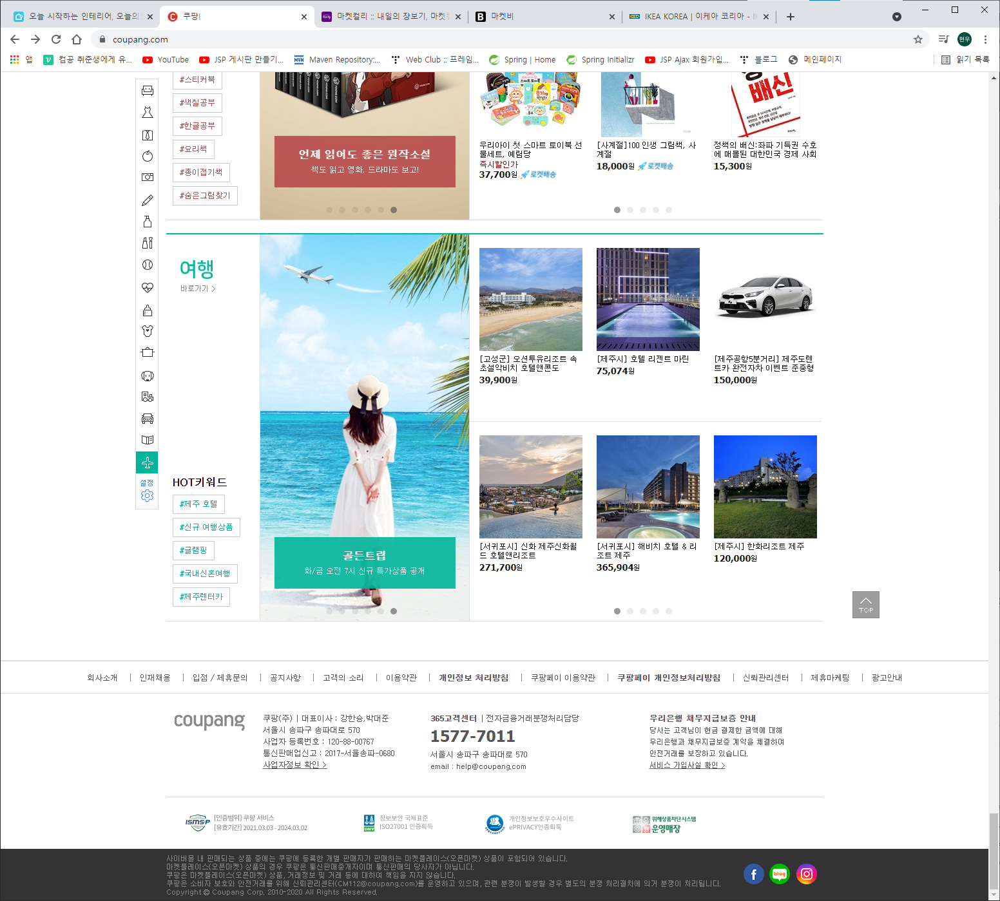 오늘 시작하는 인테리어, 오늘의
쿠팡!
마켓컬리 :: 내일의 장보기, 마켓
마켓비
IKEA KOREA | 이케아 코리아 - I
coupang.com
현우
앱
컴공 취준생에게 유...
YouTube
JSP 게시판 만들기...
Maven Repository:...
Web Club :: 프레임...
Spring | Home
Spring Initializr
JSP Ajax 회원가입...
블로그
메인페이지
읽기 목록
#스티커북
#색칠공부
#한글공부
#요리책
#종이접기책
#숨은그림찾기
언제 읽어도 좋은 원작소설
책도 읽고 영화, 드라마도 보고!
우리아이 첫 스마트 토이북 선
물세트, 예림당
즉시할인가
37,700원 로켓배송
[사계절]100 인생 그림책, 사
계절
18,000원 로켓배송
배신
정책의 배신:좌파 기득권 수호
에 매몰된 대한민국 경제 사회
15,300원
여행
바로가기 >
HOT키워드
#제주 호텔
#신규 여행상품
#글램핑
#국내신혼여행
#제주렌터카
설정
골든트립
화/금 오전 7시 신규 특가상품 공개
[고성군] 오션투유리조트 속
초설악비치 호텔앤콘도
39,900원
[제주시] 호텔 리젠트 마린
75,074원
[제주공항5분거리] 제주도렌
트카 완전자차 이벤트 준중형
150,000원
[서귀포시] 신화 제주신화월
드 호텔앤리조트
271,700원
[서귀포시] 해비치 호텔 & 리
조트 제주
365,904원
[제주시] 한화리조트 제주
120,000원
TOP
회사소개 | 인재채용 | 입점 / 제휴문의 | 공지사항 | 고객의 소리 | 이용약관 | 개인정보 처리방침 | 쿠팡페이 이용약관 | 쿠팡페이 개인정보처리방침 | 신뢰관리센터 | 제휴마케팅 | 광고안내
coupang
쿠팡(주) | 대표이사 : 강한승,박대준
서울시 송파구 송파대로 570
사업자 등록번호 : 120-88-00767
통신판매업신고 : 2017-서울송파-0680
사업자정보 확인 >
365고객센터 | 전자금융거래분쟁처리담당
1577-7011
서울시 송파구 송파대로 570
email : help@coupang.com
우리은행 채무지급보증 안내
당사는 고객님이 현금 결제한 금액에 대해
우리은행과 채무지급보증 계약을 체결하여
안전거래를 보장하고 있습니다.
서비스 가입사실 확인 >
ISMS-P
[인증범위] 쿠팡 서비스
[유효기간] 2021.03.03 - 2024.03.02
정보보안 국제표준
ISO27001 인증획득
개인정보보호우수사이트
ePRIVACY인증획득
위해상품차단시스템
운영매장
사이버몰 내 판매되는 상품 중에는 쿠팡에 등록한 개별 판매자가 판매하는 마켓플레이스(오픈마켓) 상품이 포함되어 있습니다.
마켓플레이스(오픈마켓) 상품의 경우 쿠팡은 통신판매중개자이며 통신판매의 당사자가 아닙니다.
쿠팡은 마켓플레이스(오픈마켓) 상품, 거래정보 및 거래 등에 대하여 책임을 지지 않습니다.
쿠팡은 소비자 보호와 안전거래를 위해 신뢰관리센터(CM112@coupang.com)를 운영하고 있으며, 관련 분쟁이 발생할 경우 별도의 분쟁 처리절차에 의거 분쟁이 처리됩니다.
Copyright © Coupang Corp. 2010-2020 All Rights Reserved.
blog